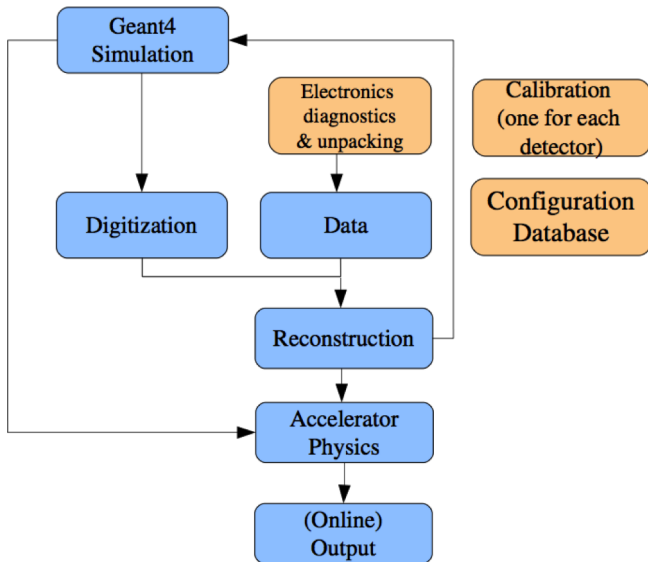 Geant4
Simulation
Electronics
diagnostics
& unpacking
Calibration
(one for each
detector)
Digitization
Data
Configuration
Database
Reconstruction
Accelerator
Physics
(Online)
Output